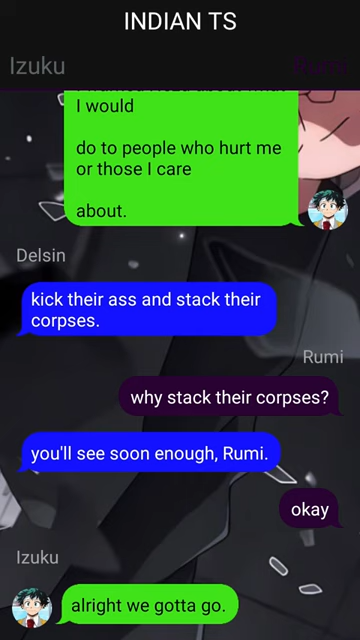 INDIAN TS
Izuku
Rumi
I would
do to people who hurt me
or those I care
about.
Delsin
kick their ass and stack their
corpses.
Rumi
why stack their corpses?
you'll see soon enough, Rumi.
okay
Izuku
alright we gotta go.